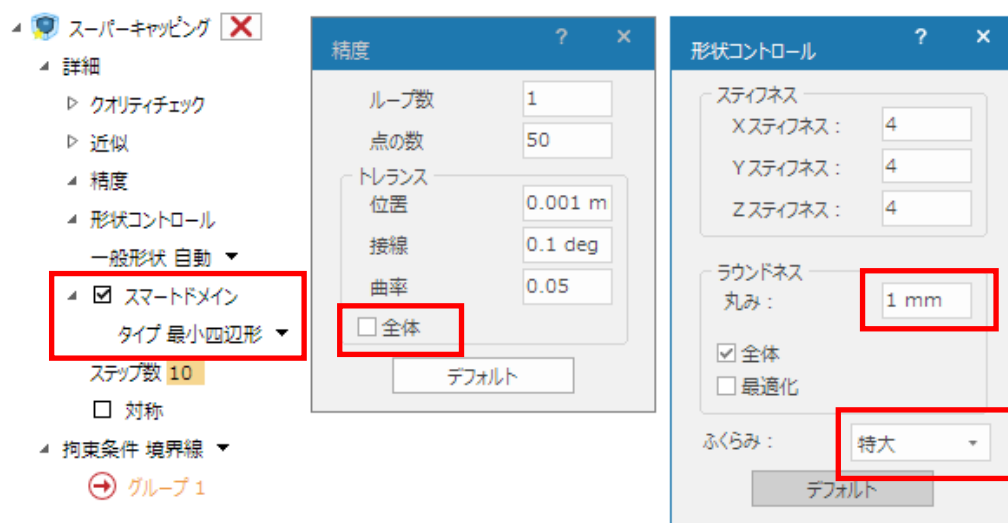 スーパーキャッピング
詳細
クオリティチェック
近似
精度
形状コントロール
一般形状 自動
スマートドメイン
タイプ 最小四辺形
ステップ数 10
対称
拘束条件 境界線
グループ 1
精度 ? ×
ループ数 1
点の数 50
トレランス
位置 0.001 m
接線 0.1 deg
曲率 0.05
全体
デフォルト
形状コントロール ? ×
スティフネス
X スティフネス : 4
Y スティフネス : 4
Z スティフネス : 4
ラウンドネス
丸み : 1 mm
全体
最適化
ふくらみ : 特大
デフォルト